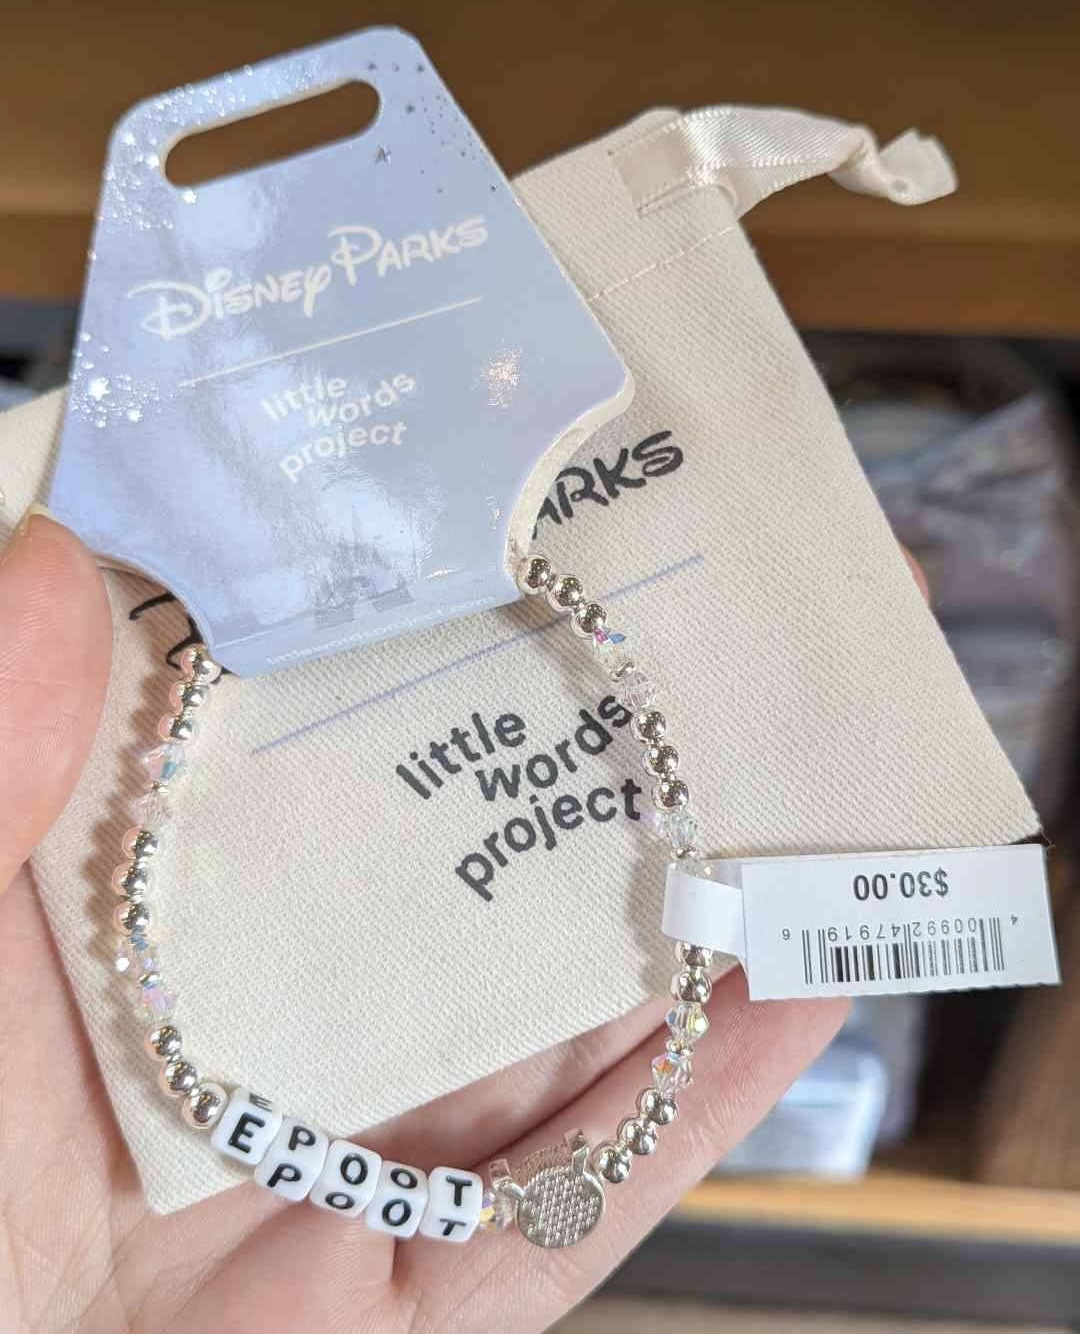 Disney Parks
little
words
project
ARKS
little
words
project
$30.00
4 00992 47919 6
EPOOT